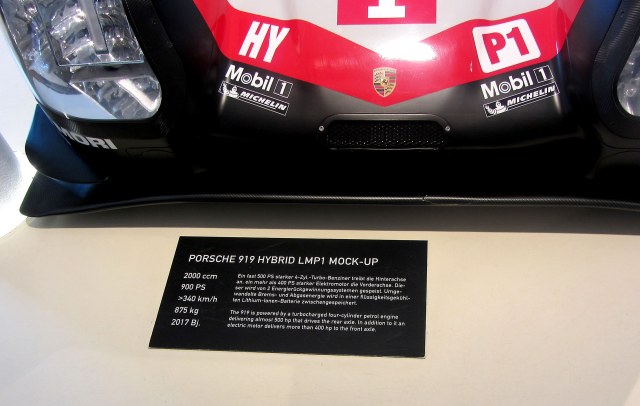 1
HY
P1
Mobil 1
Mobil 1
MICHELIN
MICHELIN
MORI
PORSCHE 919 HYBRID LMP1 MOCK-UP
2000 ccm
900 PS
>340 km/h
875 kg
2017 Bj.
Ein fast 500 PS starker 4-Zyl.-Turbo-Benziner treibt die Hinterachse
an, ein mehr als 400 PS starker Elektromotor die Vorderachse. Die-
ser wird von 2 Energierückgewinnungssystemen gespeist. Umge-
wandelte Brems- und Abgasenergie wird in einer flüssigkeitsgekühl-
ten Lithium-Ionen-Batterie zwischengespeichert.
The 919 is powered by a turbocharged four-cylinder petrol engine
delivering almost 500 hp that drives the rear axle. In addition to it an
electric motor delivers more than 400 hp to the front axle.